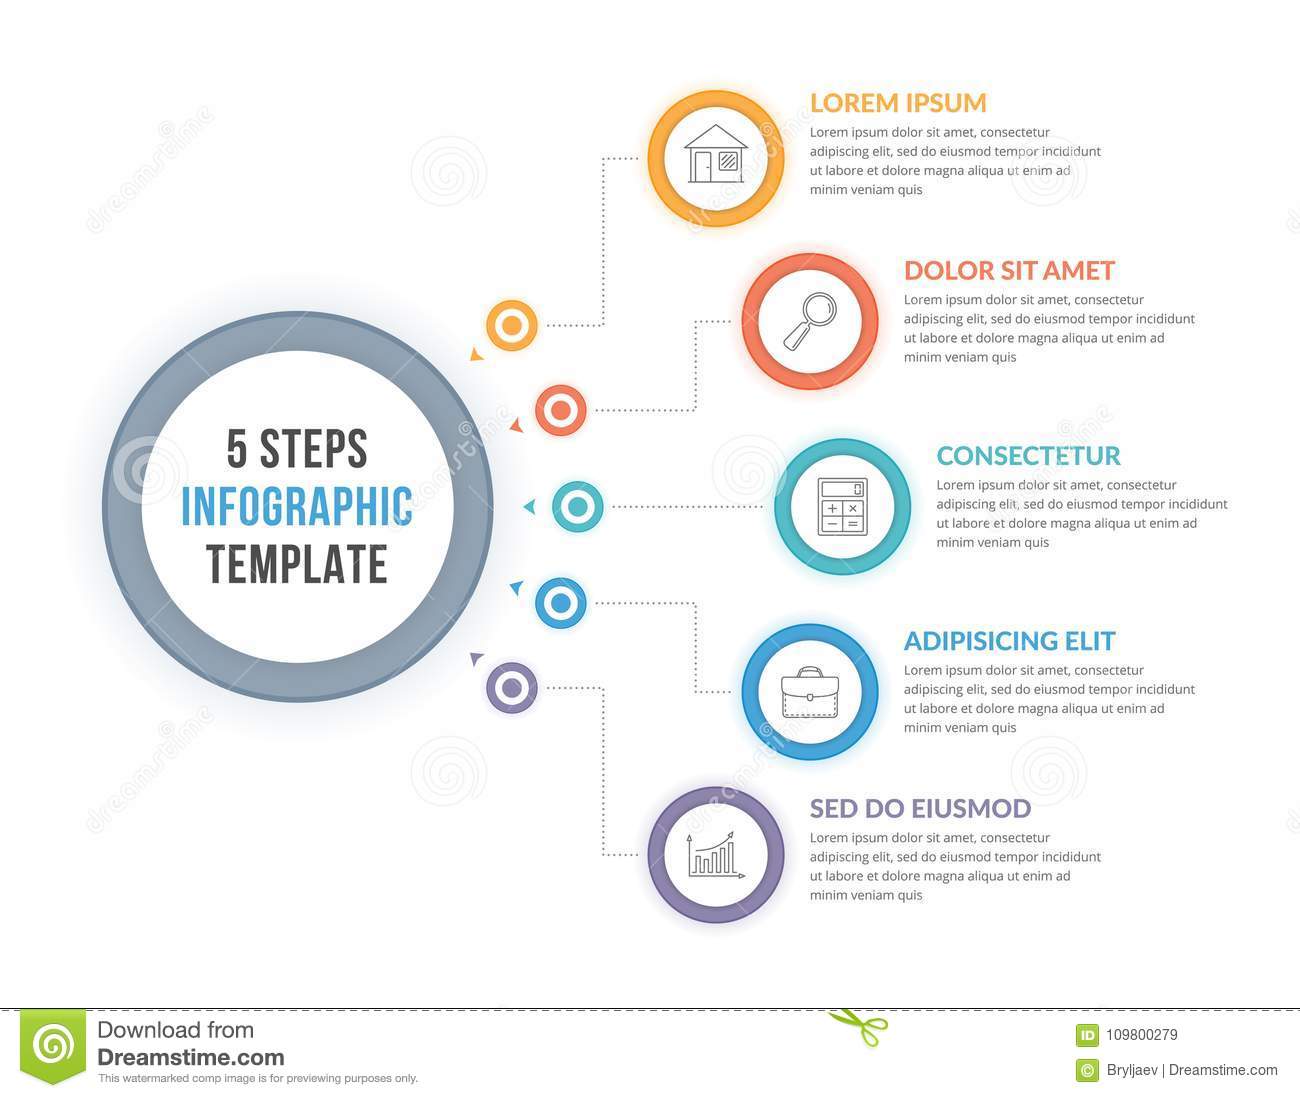 5 STEPS
INFOGRAPHIC
TEMPLATE
LOREM IPSUM
Lorem ipsum dolor sit amet, consectetur
adipiscing elit, sed do eiusmod tempor incididunt
ut labore et dolore magna aliqua ut enim ad
minim veniam quis
DOLOR SIT AMET
Lorem ipsum dolor sit amet, consectetur
adipiscing elit, sed do eiusmod tempor incididunt
ut labore et dolore magna aliqua ut enim ad
minim veniam quis
CONSECTETUR
Lorem ipsum dolor sit amet, consectetur
adipiscing elit, sed do eiusmod tempor incididunt
ut labore et dolore magna aliqua ut enim ad
minim veniam quis
ADIPISICING ELIT
Lorem ipsum dolor sit amet, consectetur
adipiscing elit, sed do eiusmod tempor incididunt
ut labore et dolore magna aliqua ut enim ad
minim veniam quis
SED DO EIUSMOD
Lorem ipsum dolor sit amet, consectetur
adipiscing elit, sed do eiusmod tempor incididunt
ut labore et dolore magna aliqua ut enim ad
minim veniam quis
dreamstime
dreamstime
dreamstime
dreamstime
dreamstime
dreamstime
dreamstime
Download from
Dreamstime.com
This watermarked comp image is for previewing purposes only.
ID 109800279
© Bryljaev | Dreamstime.com